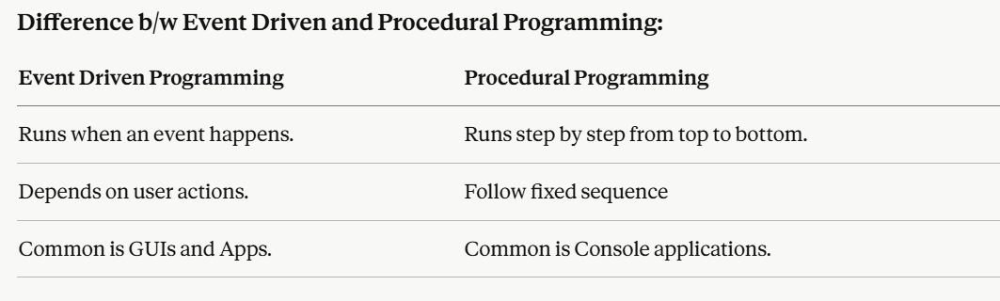 Difference b/w Event Driven and Procedural Programming:
Event Driven Programming Procedural Programming
Runs when an event happens. Runs step by step from top to bottom.
Depends on user actions. Follow fixed sequence
Common is GUIs and Apps. Common is Console applications.